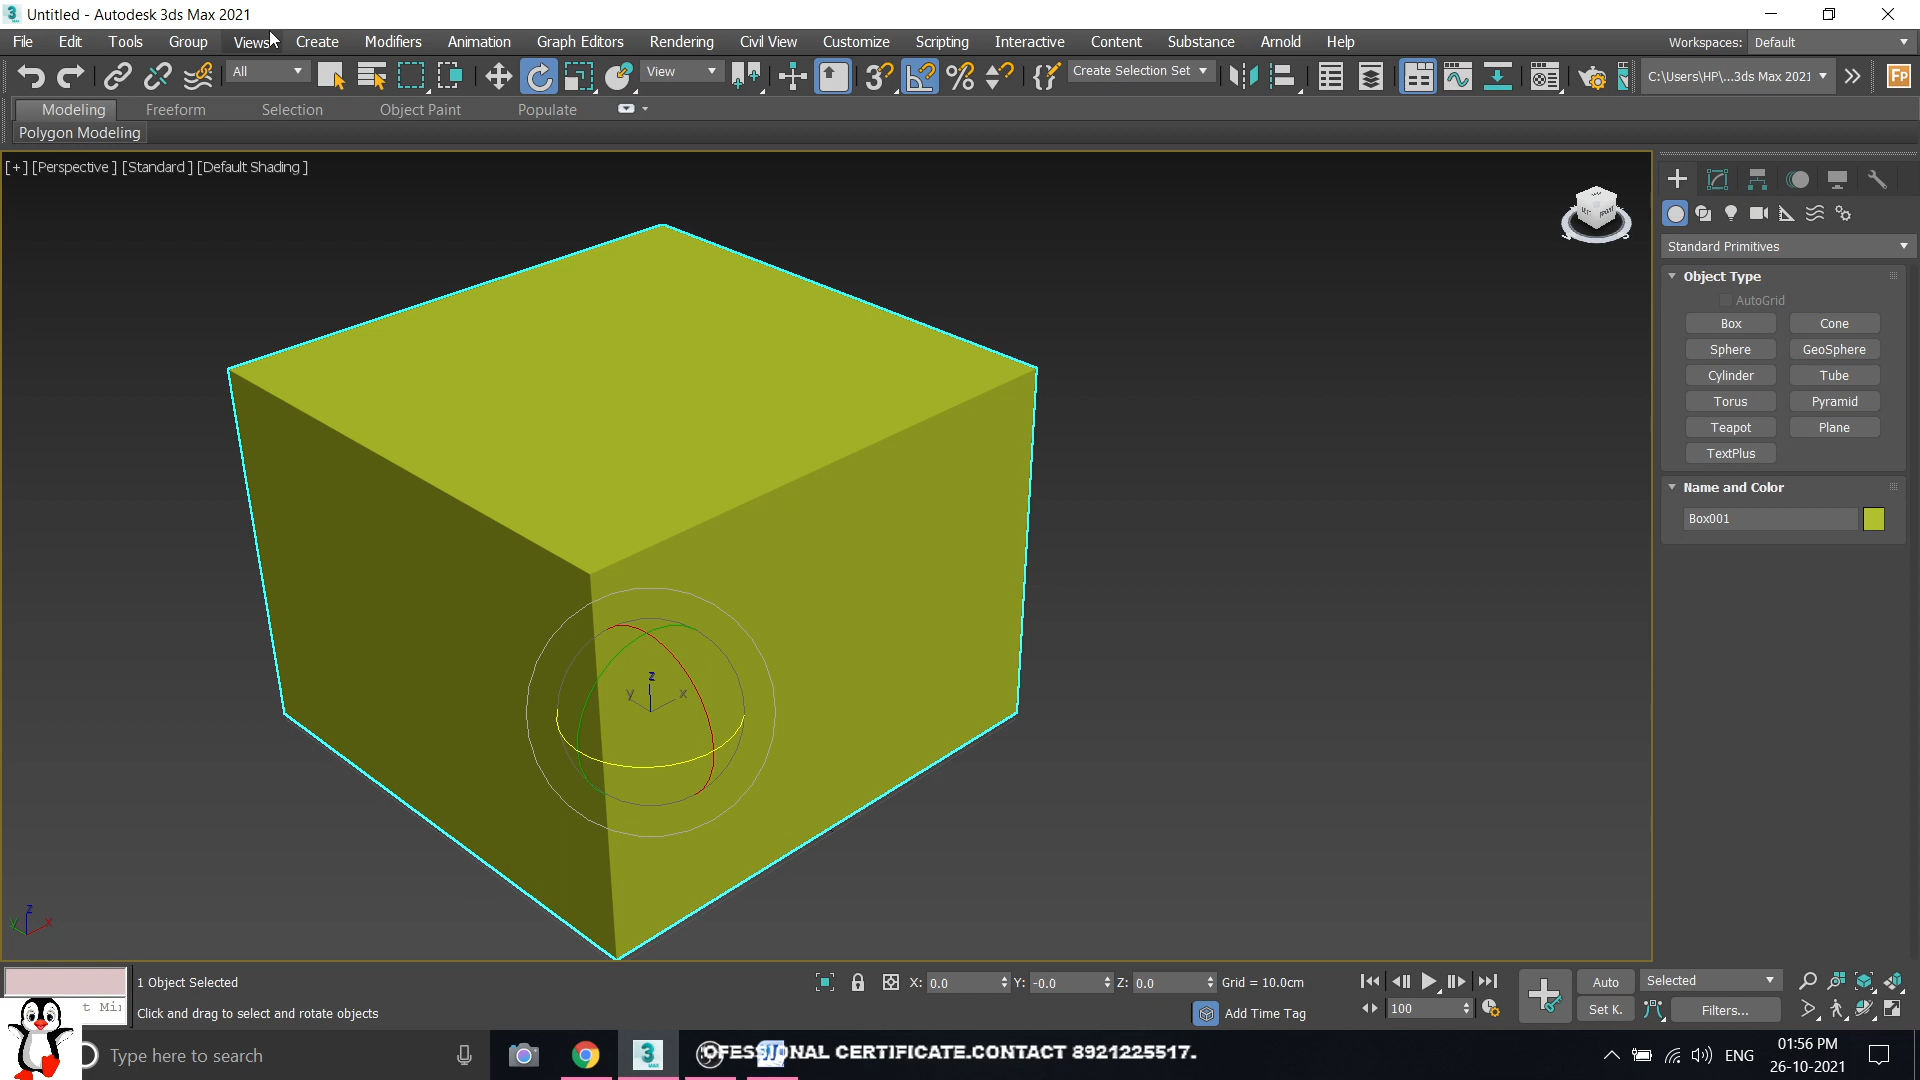 Untitled - Autodesk 3ds Max 2021
File Edit Tools Group Views Create Modifiers Animation Graph Editors Rendering Civil View Customize Scripting Interactive Content Substance Arnold Help Workspaces: Default
All View Create Selection Set C:\Users\HP\...3ds Max 2021
Modeling Freeform Selection Object Paint Populate
Polygon Modeling
[+] [Perspective ] [Standard ] [Default Shading ]
Standard Primitives
Object Type
AutoGrid
Box Cone
Sphere GeoSphere
Cylinder Tube
Torus Pyramid
Teapot Plane
TextPlus
Name and Color
Box001
z
y x
z
y x
1 Object Selected X: 0.0 Y: -0.0 Z: 0.0 Grid = 10.0cm Auto Selected
Click and drag to select and rotate objects Add Time Tag 100 Set K. Filters...
Type here to search
OFESSIONAL CERTIFICATE.CONTACT 8921225517.
ENG 01:56 PM
26-10-2021